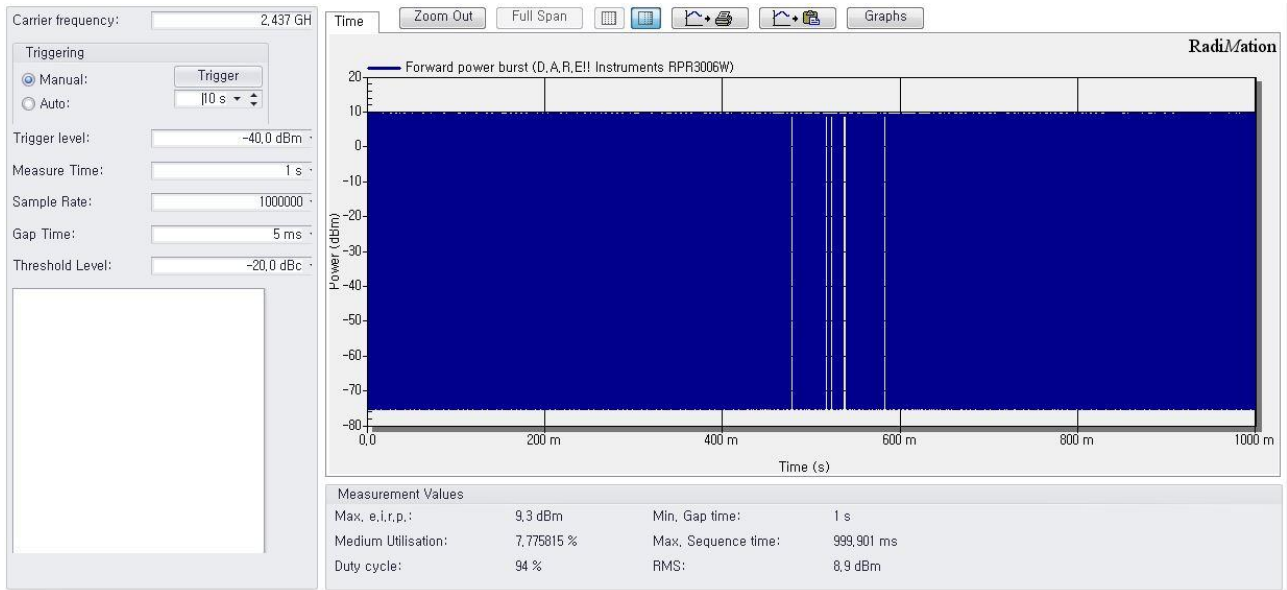 Carrier frequency: 2,437 GH
Triggering
Manual: Trigger
Auto: 10 s
Trigger level: -40,0 dBm
Measure Time: 1 s
Sample Rate: 1000000
Gap Time: 5 ms
Threshold Level: -20,0 dBc
Time Zoom Out Full Span Graphs
RadiMation
Forward power burst (D,A,R,E!! Instruments RPR3006W)
Power (dBm)
20
10
0
-10
-20
-30
-40
-50
-60
-70
-80
0,0 200 m 400 m 600 m 800 m 1000 m
Time (s)
Measurement Values
Max, e,i,r,p,: 9,3 dBm Min, Gap time: 1 s
Medium Utilisation: 7,775815 % Max, Sequence time: 999,901 ms
Duty cycle: 94 % RMS: 8,9 dBm